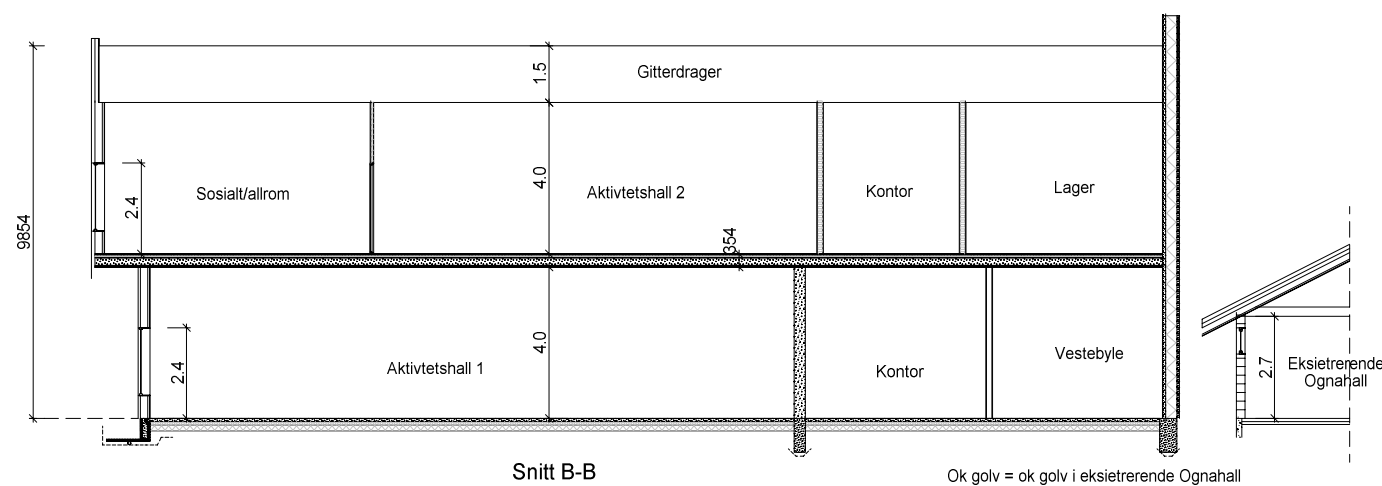 Gitterdrager
1.5
9854
2.4
Sosialt/allrom
4.0
Aktivtetshall 2
Kontor
Lager
354
2.4
Aktivtetshall 1
4.0
Kontor
Vestebyle
2.7
Eksietrerende
Ognahall
Snitt B-B
Ok golv = ok golv i eksietrerende Ognahall